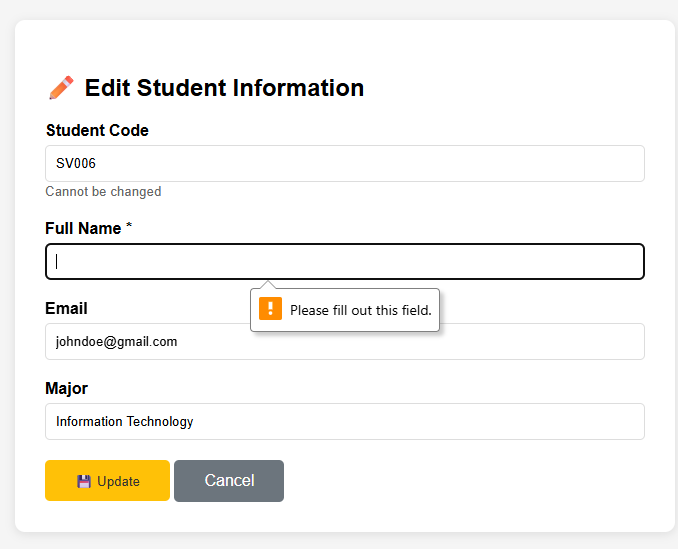 Edit Student Information
Student Code
SV006
Cannot be changed
Full Name *
Please fill out this field.
Email
johndoe@gmail.com
Major
Information Technology
Update
Cancel